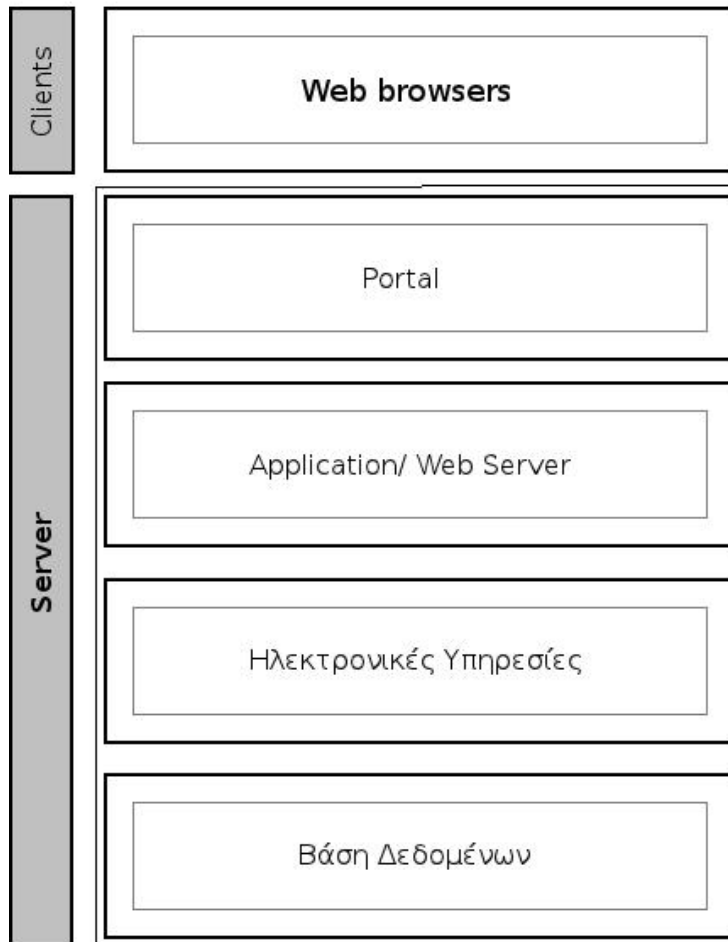 Clients
Web browsers
Server
Portal
Application/ Web Server
Ηλεκτρονικές Υπηρεσίες
Βάση Δεδομένων